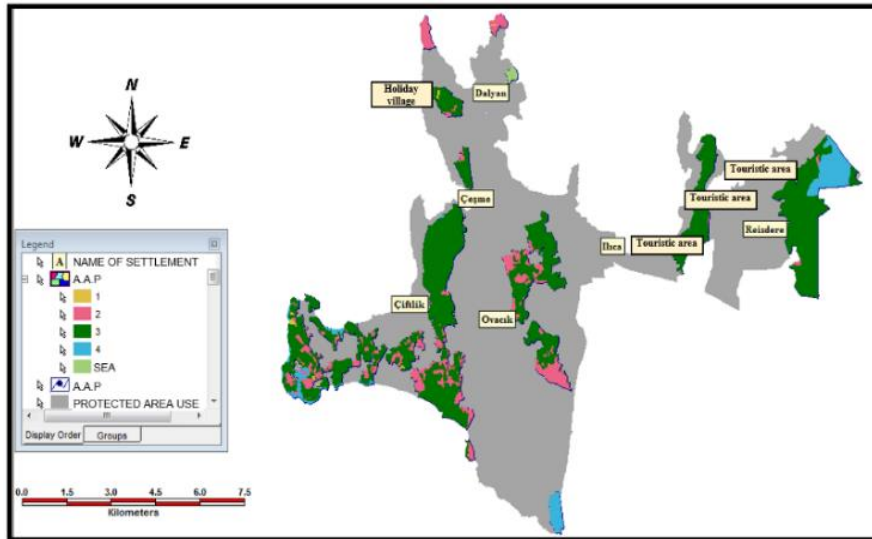 N
W E
S
Holiday
village
Dalyan
Çeşme
Touristic area
Touristic area
Touristic area
Reisdere
Ilıca
Çiftlik
Ovacık
Legend
A NAME OF SETTLEMENT
A.A.P
1
2
3
4
SEA
A.A.P
PROTECTED AREA USE
m
Display Order Groups
0.0 1.5 3.0 4.5 6.0 7.5
Kilometers